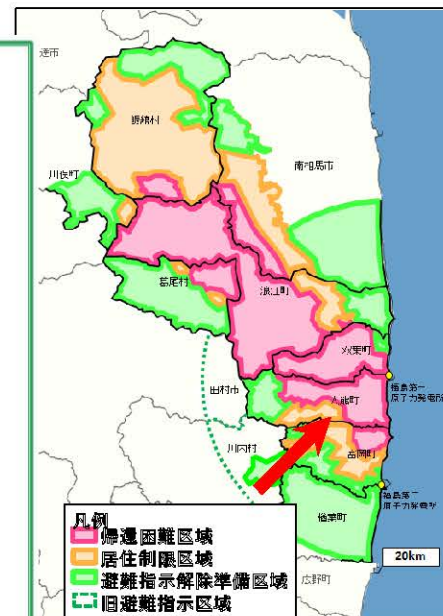 飯舘村
南相馬市
川俣町
葛尾村
浪江町
双葉町
福島第一
原子力発電所
田村市
大熊町
川内村
富岡町
福島第二
原子力発電所
楢葉町
凡例
帰還困難区域
居住制限区域
避難指示解除準備区域
旧避難指示区域
20km
広野町